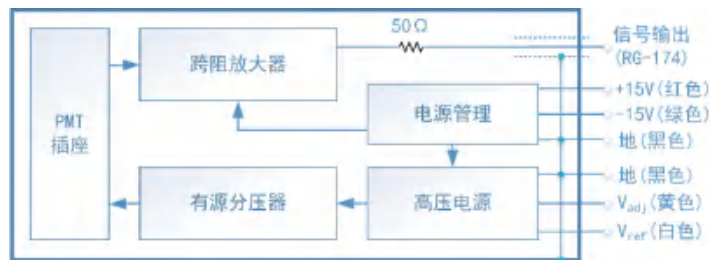 50Ω
信号输出
(RG-174)
跨阻放大器
+15V(红色)
电源管理
-15V(绿色)
PMT
插座
地(黑色)
地(黑色)
有源分压器
高压电源
Vadj(黄色)
Vref(白色)